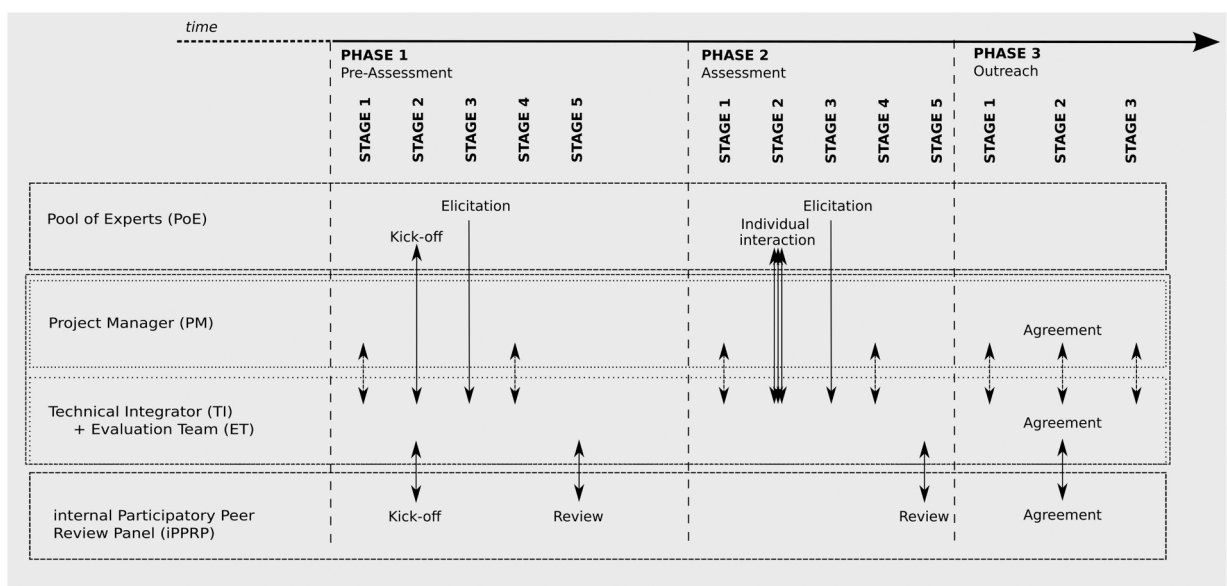 time
PHASE 1
Pre-Assessment
PHASE 2
Assessment
PHASE 3
Outreach
STAGE 1
STAGE 2
STAGE 3
STAGE 4
STAGE 5
STAGE 1
STAGE 2
STAGE 3
STAGE 4
STAGE 5
STAGE 1
STAGE 2
STAGE 3
Pool of Experts (PoE)
Elicitation
Kick-off
Elicitation
Individual
interaction
Project Manager (PM)
Agreement
Technical Integrator (TI)
+ Evaluation Team (ET)
Agreement
internal Participatory Peer
Review Panel (iPPRP)
Kick-off
Review
Review
Agreement